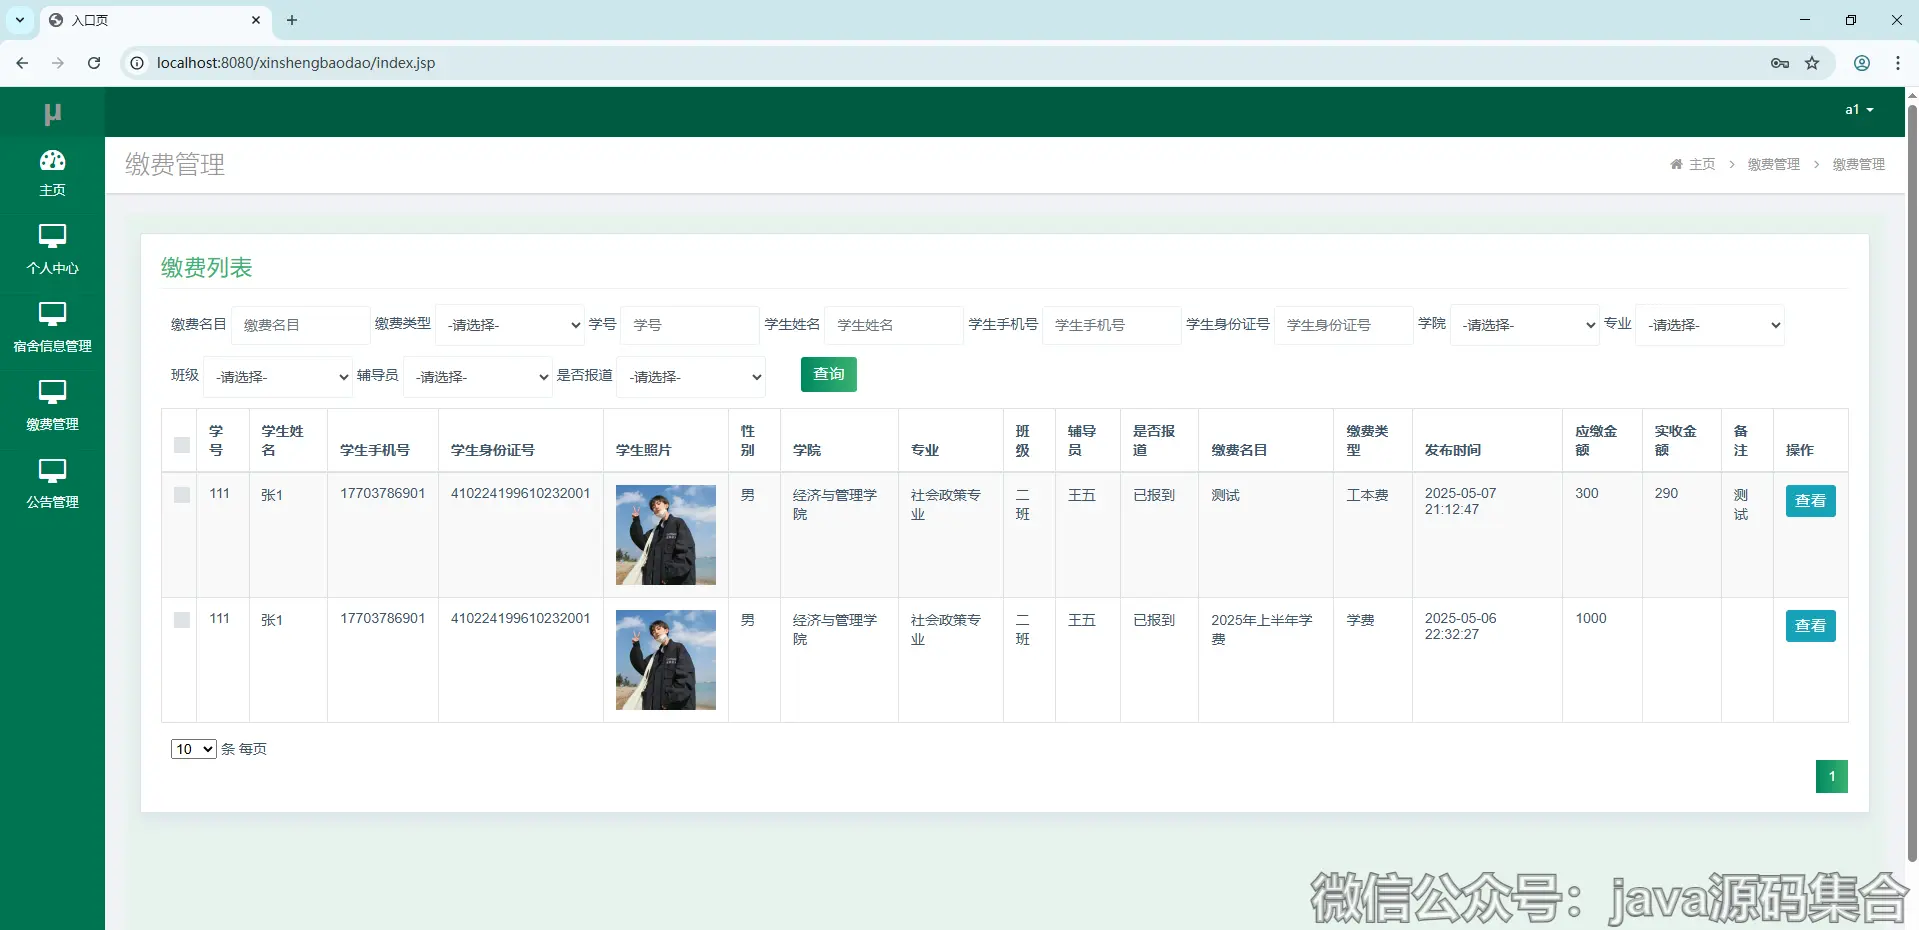 入口页
localhost:8080/xinshengbaodao/index.jsp
μ
a1
主页
个人中心
宿舍信息管理
缴费管理
公告管理
缴费管理
主页 > 缴费管理 > 缴费管理
缴费列表
缴费名目 缴费名目 缴费类型 -请选择- 学号 学号 学生姓名 学生姓名 学生手机号 学生手机号 学生身份证号 学生身份证号 学院 -请选择- 专业 -请选择-
班级 -请选择- 辅导员 -请选择- 是否报道 -请选择- 查询
学号 学生姓名 学生手机号 学生身份证号 学生照片 性别 学院 专业 班级 辅导员 是否报道 缴费名目 缴费类型 发布时间 应缴金额 实收金额 备注 操作
111 张1 17703786901 410224199610232001 男 经济与管理学院 社会政策专业 二班 王五 已报到 测试 工本费 2025-05-07 21:12:47 300 290 测试 查看
111 张1 17703786901 410224199610232001 男 经济与管理学院 社会政策专业 二班 王五 已报到 2025年上半年学费 学费 2025-05-06 22:32:27 1000 查看
10 条 每页
1
微信公众号：java源码集合